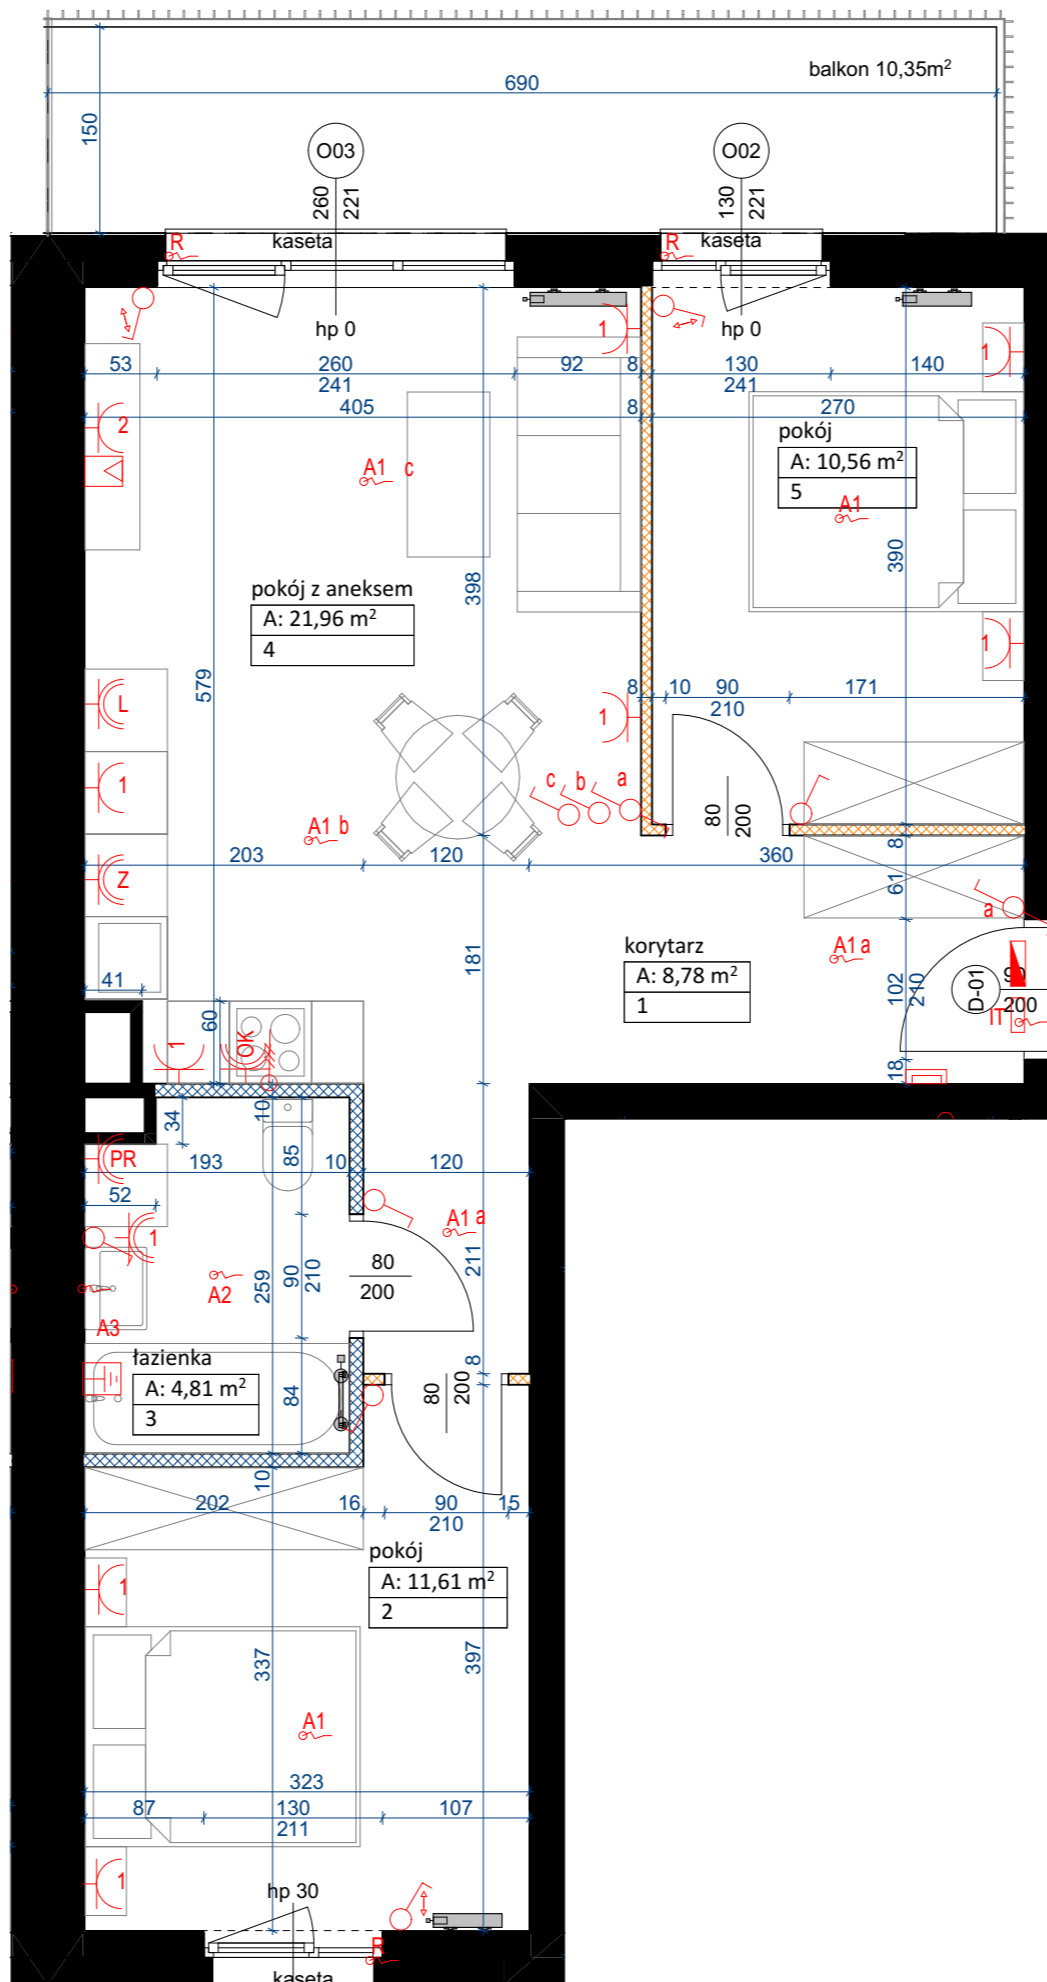 balkon 10,35m²
690
150
O03
O02
260
221
130
221
R
kaseta
R
kaseta
hp 0
hp 0
1
1
53
260
92
8
130
140
241
241
405
8
270
2
pokój
A: 10,56 m²
5
A1 c
A1
390
398
pokój z aneksem
A: 21,96 m²
4
1
579
L
8
10
90
171
210
1
1
c
b
a
80
200
A1 b
8
203
120
360
Z
61
a
korytarz
A: 8,78 m²
1
A1 a
181
102
210
D-01
90
200
41
60
1
OK
IT
18
10
34
85
PR
193
10
120
52
1
A1 a
211
259
90
210
80
200
A2
A3
łazienka
A: 4,81 m²
3
84
8
80
200
10
202
16
90
15
210
pokój
A: 11,61 m²
2
1
337
397
A1
323
87
130
107
211
1
hp 30
R
kaseta